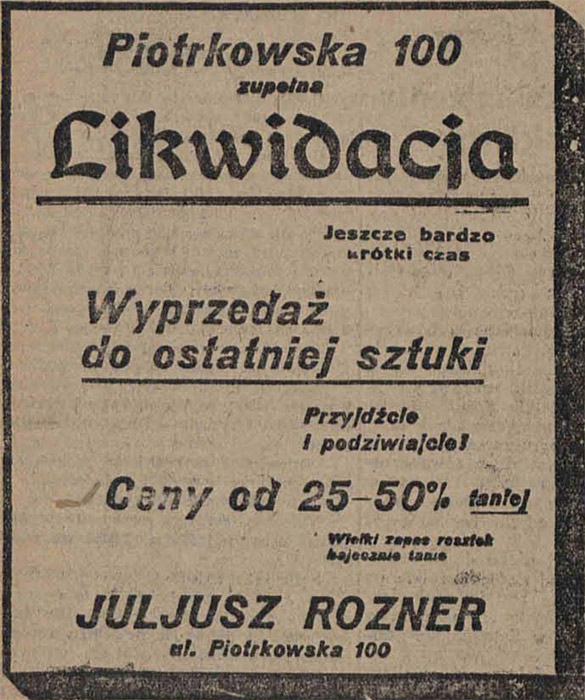 Piotrkowska 100
zupełna
Likwidacja
Jeszcze bardzo
krótki czas
Wyprzedaż
do ostatniej sztuki
Przyjdźcie
i podziwiajcie!
Ceny od 25–50% taniej
Wielki zapas resztek
bajecznie tanio
JULJUSZ ROZNER
ul. Piotrkowska 100